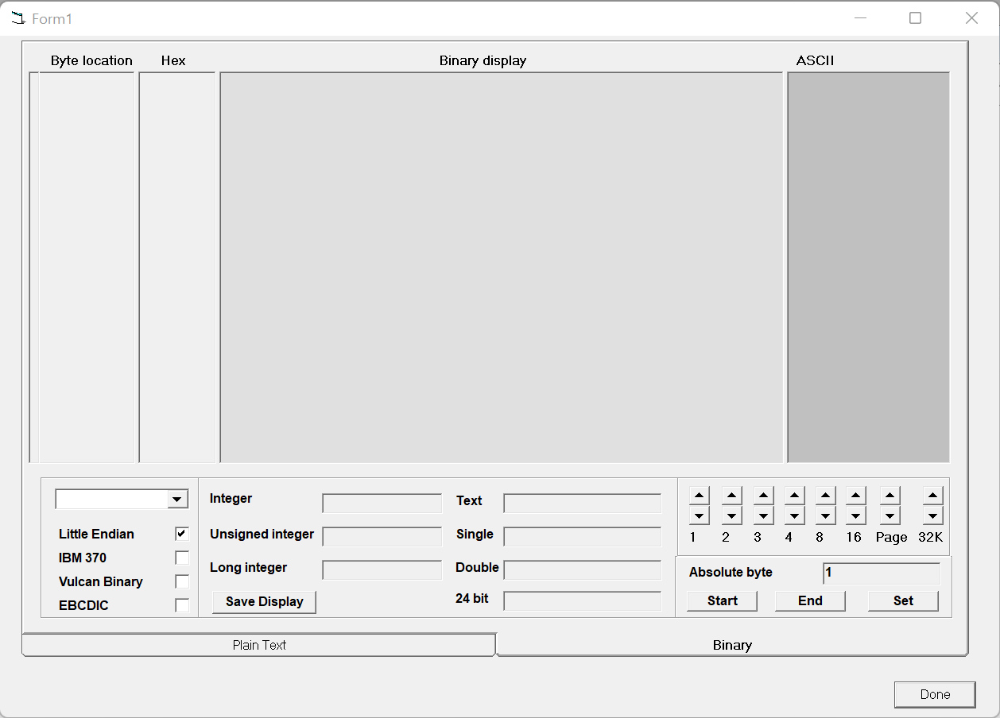 Form1
Byte location Hex Binary display ASCII
Little Endian
IBM 370
Vulcan Binary
EBCDIC
Integer
Unsigned integer
Long integer
Save Display
Text
Single
Double
24 bit
1 2 3 4 8 16 Page 32K
Absolute byte 1
Start End Set
Plain Text Binary
Done